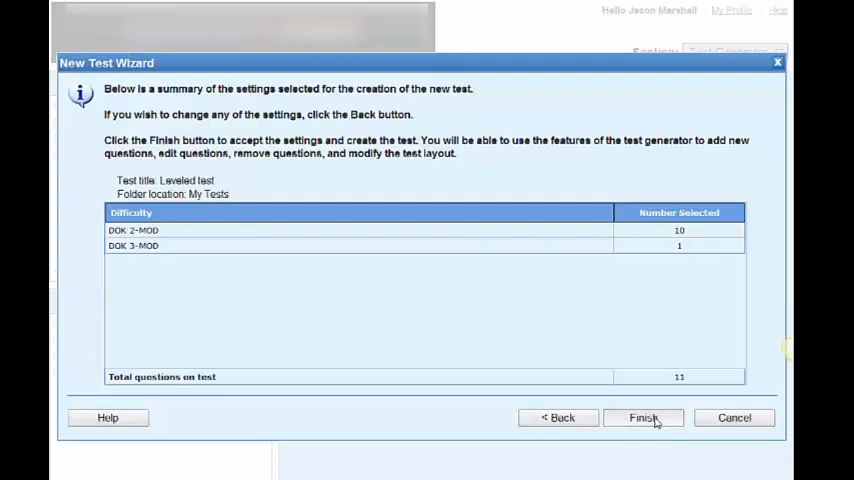 Hello Jason Marshall My Profile Help
Section: Test Generator
New Test Wizard X
Below is a summary of the settings selected for the creation of the new test.
If you wish to change any of the settings, click the Back button.
Click the Finish button to accept the settings and create the test. You will be able to use the features of the test generator to add new
questions, edit questions, remove questions, and modify the test layout.
Test title: Leveled test
Folder location: My Tests
Difficulty Number Selected
DOK 2-MOD 10
DOK 3-MOD 1
Total questions on test 11
Help < Back Finish Cancel